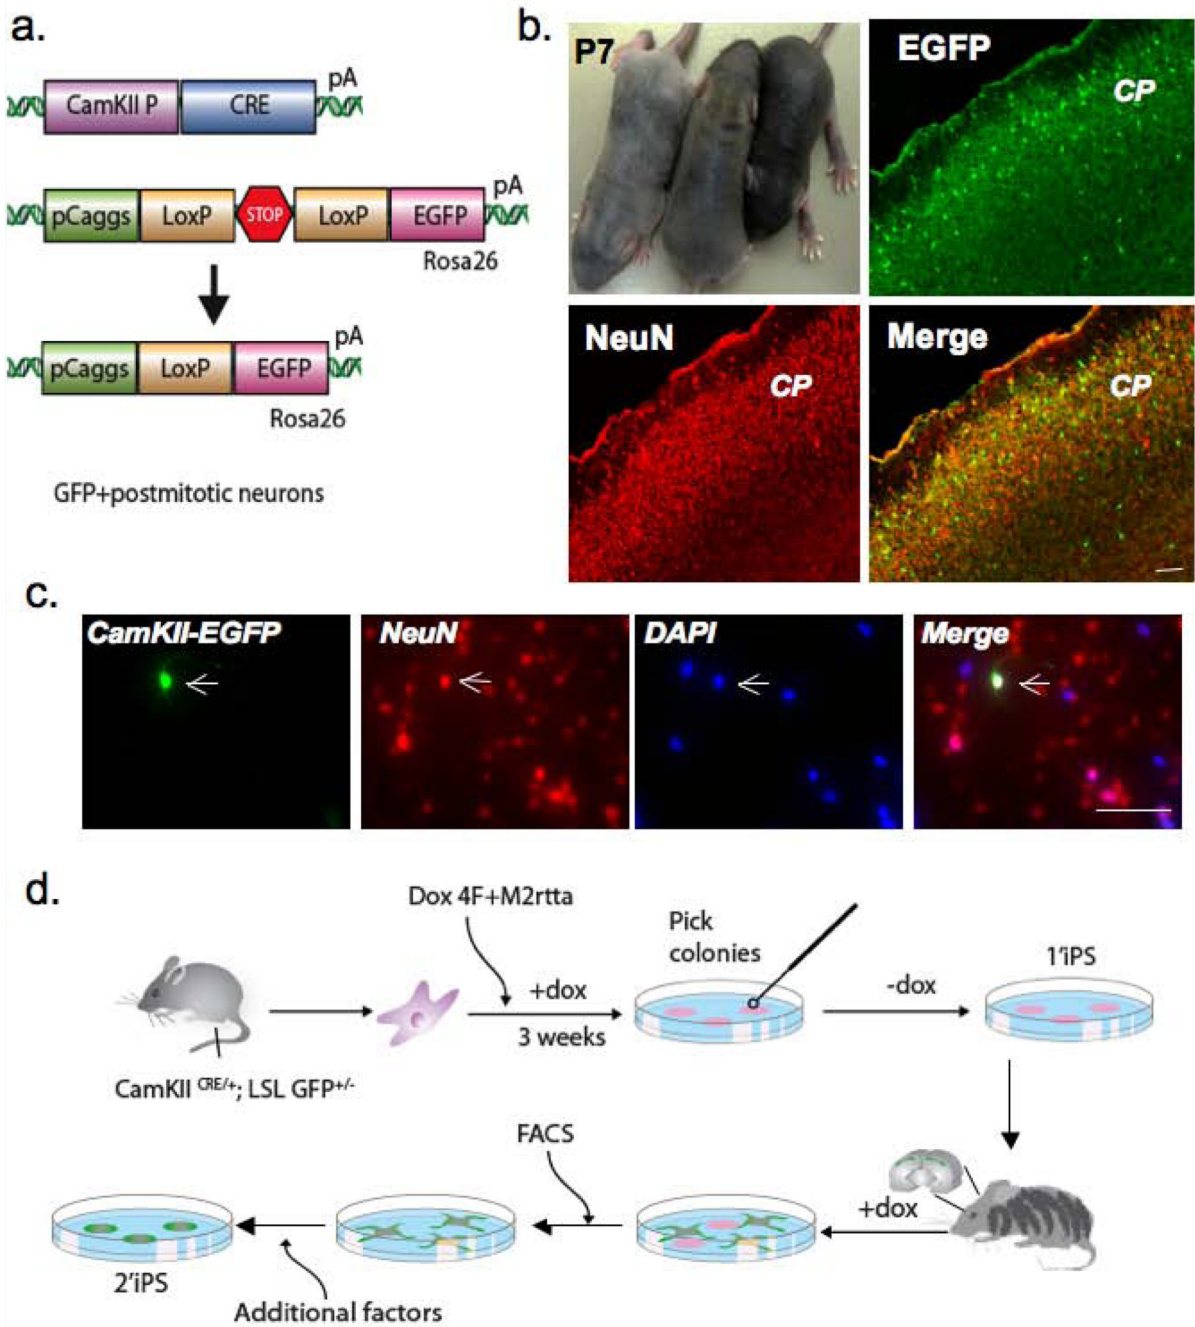 a.
CamKII P
CRE
pA
pCaggs
LoxP
STOP
LoxP
EGFP
pA
Rosa26
pCaggs
LoxP
EGFP
pA
Rosa26
GFP+postmitotic neurons
b.
P7
EGFP
CP
NeuN
CP
Merge
CP
c.
CamKII-EGFP
NeuN
DAPI
Merge
d.
Dox 4F+M2rtta
+dox
3 weeks
Pick
colonies
-dox
1'iPS
CamKII CRE/+; LSL GFP+/-
FACS
+dox
2'iPS
Additional factors